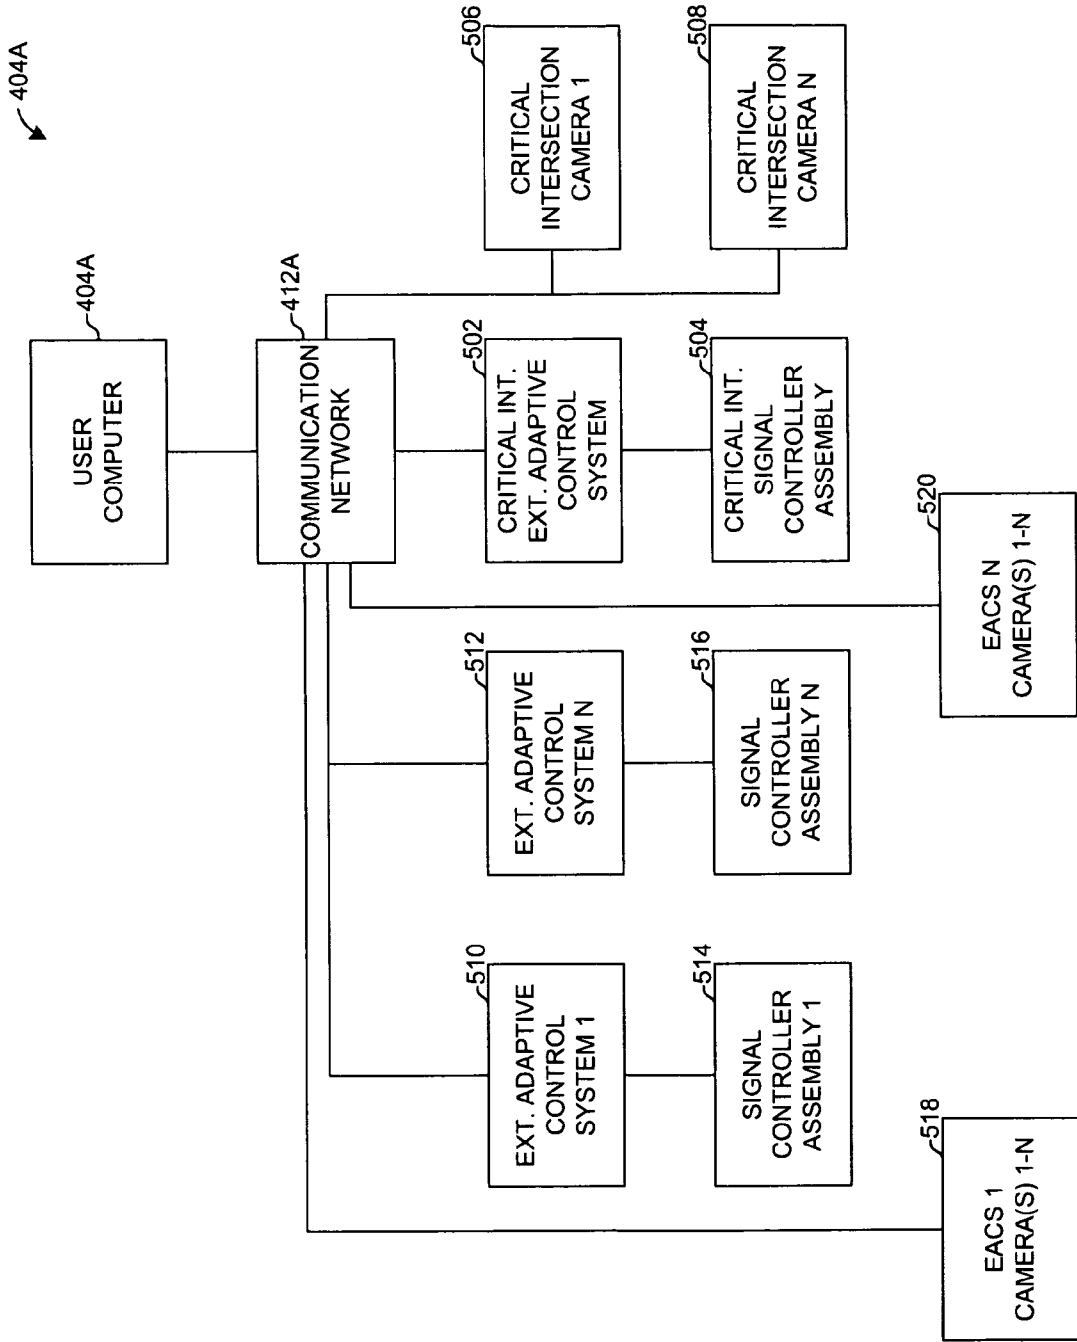 404A
404A
USER
COMPUTER
412A
COMMUNICATION
NETWORK
506
CRITICAL
INTERSECTION
CAMERA 1
508
CRITICAL
INTERSECTION
CAMERA N
502
CRITICAL INT.
EXT. ADAPTIVE
CONTROL
SYSTEM
504
CRITICAL INT.
SIGNAL
CONTROLLER
ASSEMBLY
512
EXT. ADAPTIVE
CONTROL
SYSTEM N
516
SIGNAL
CONTROLLER
ASSEMBLY N
520
EACS N
CAMERA(S) 1-N
510
EXT. ADAPTIVE
CONTROL
SYSTEM 1
514
SIGNAL
CONTROLLER
ASSEMBLY 1
518
EACS 1
CAMERA(S) 1-N